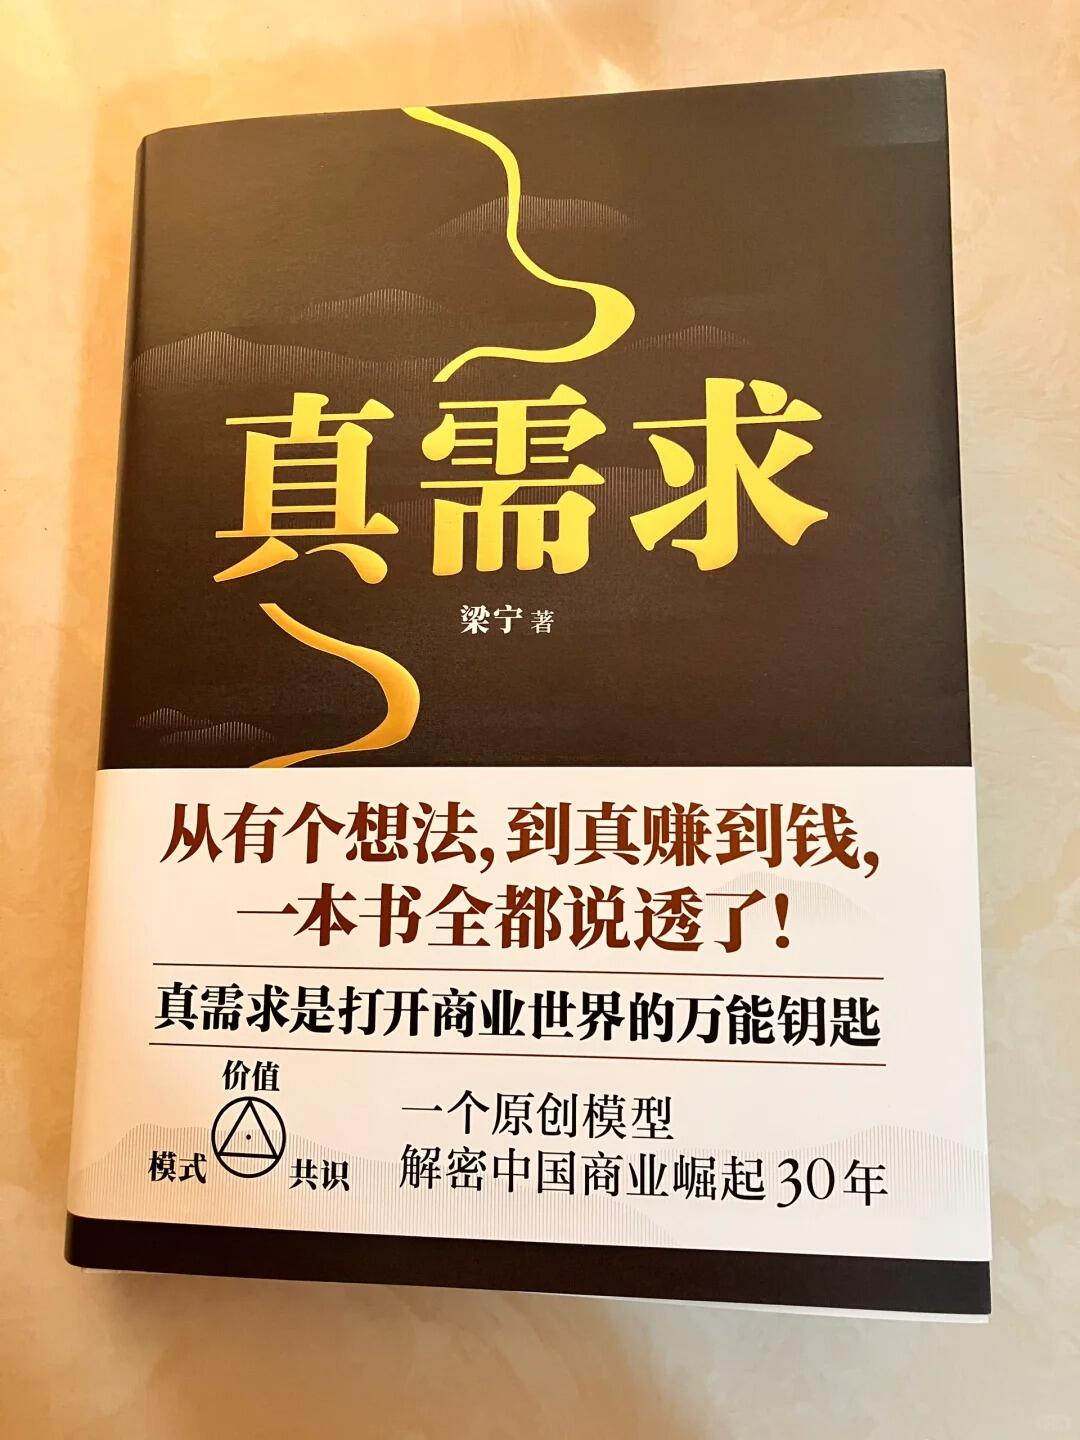 真需求
梁宁 著
从有个想法,到真赚到钱,
一本书全都说透了!
真需求是打开商业世界的万能钥匙
价值
模式
共识
一个原创模型
解密中国商业崛起30年